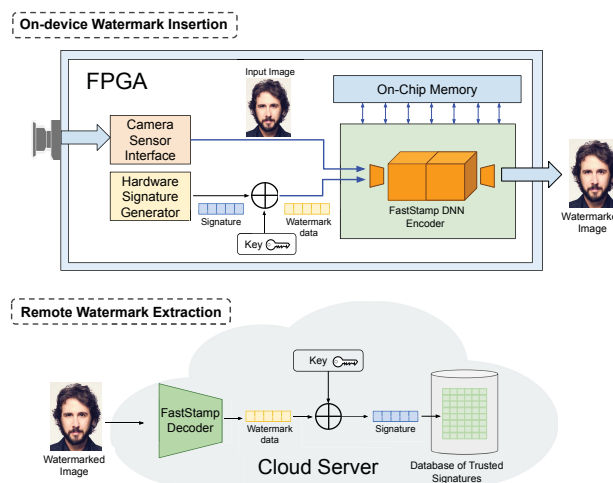 On-device Watermark Insertion
FPGA
Input Image
On-Chip Memory
Camera
Sensor
Interface
Hardware
Signature
Generator
Signature
Watermark
data
Key
FastStamp DNN
Encoder
Watermarked
Image
Remote Watermark Extraction
Key
FastStamp
Decoder
Watermark
data
Signature
Watermarked
Image
Cloud Server
Database of Trusted
Signatures